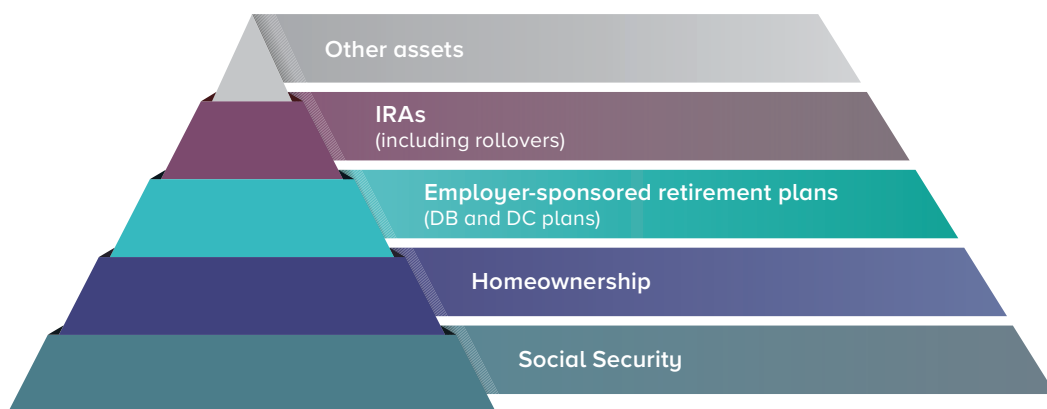 Other assets
IRAs
(including rollovers)
Employer-sponsored retirement plans
(DB and DC plans)
Homeownership
Social Security